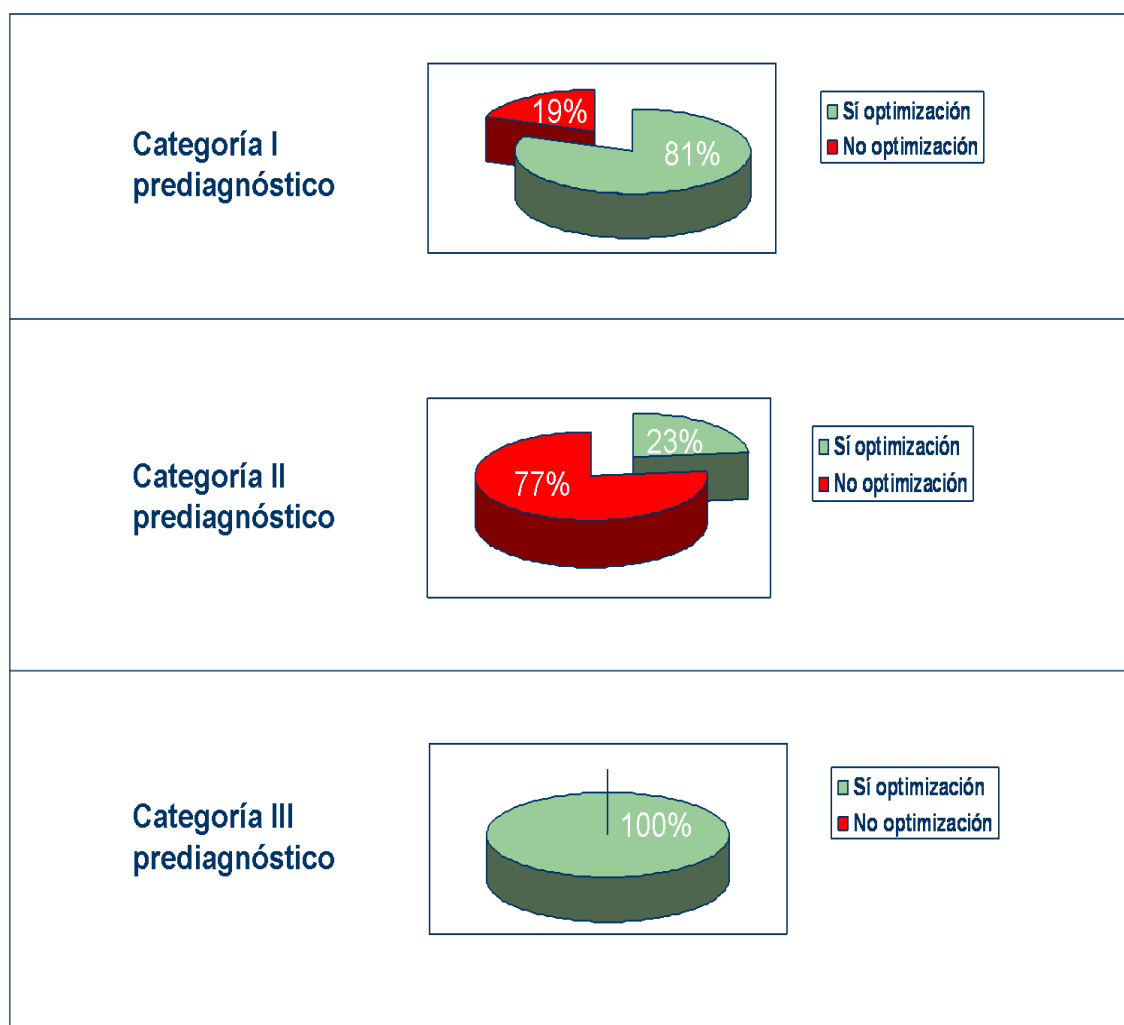 Categoría I
prediagnóstico
19%
81%
Sí optimización
No optimización
Categoría II
prediagnóstico
23%
77%
Sí optimización
No optimización
Categoría III
prediagnóstico
100%
Sí optimización
No optimización